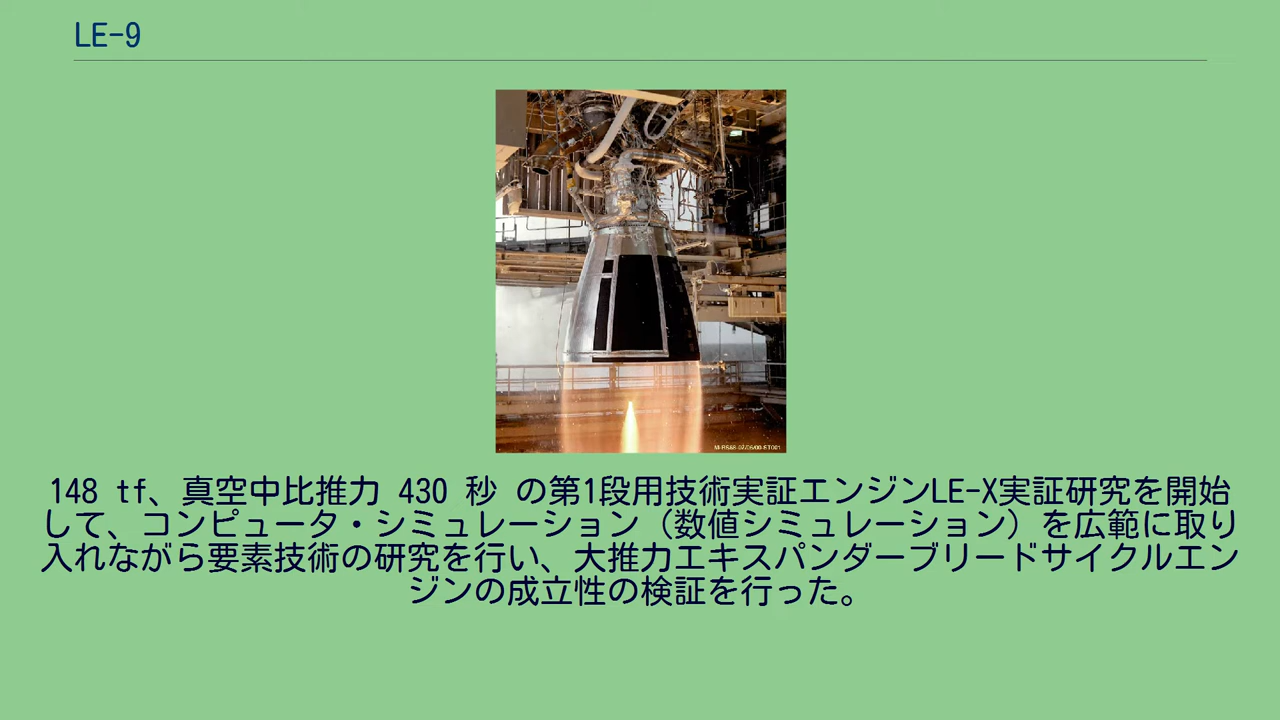 LE-9
M-RS68-07/06/00-ST001
148 tf、真空中比推力 430 秒 の第1段用技術実証エンジンLE-X実証研究を開始
して、コンピュータ・シミュレーション（数値シミュレーション）を広範に取り
入れながら要素技術の研究を行い、大推力エキスパンダーブリードサイクルエン
ジンの成立性の検証を行った。